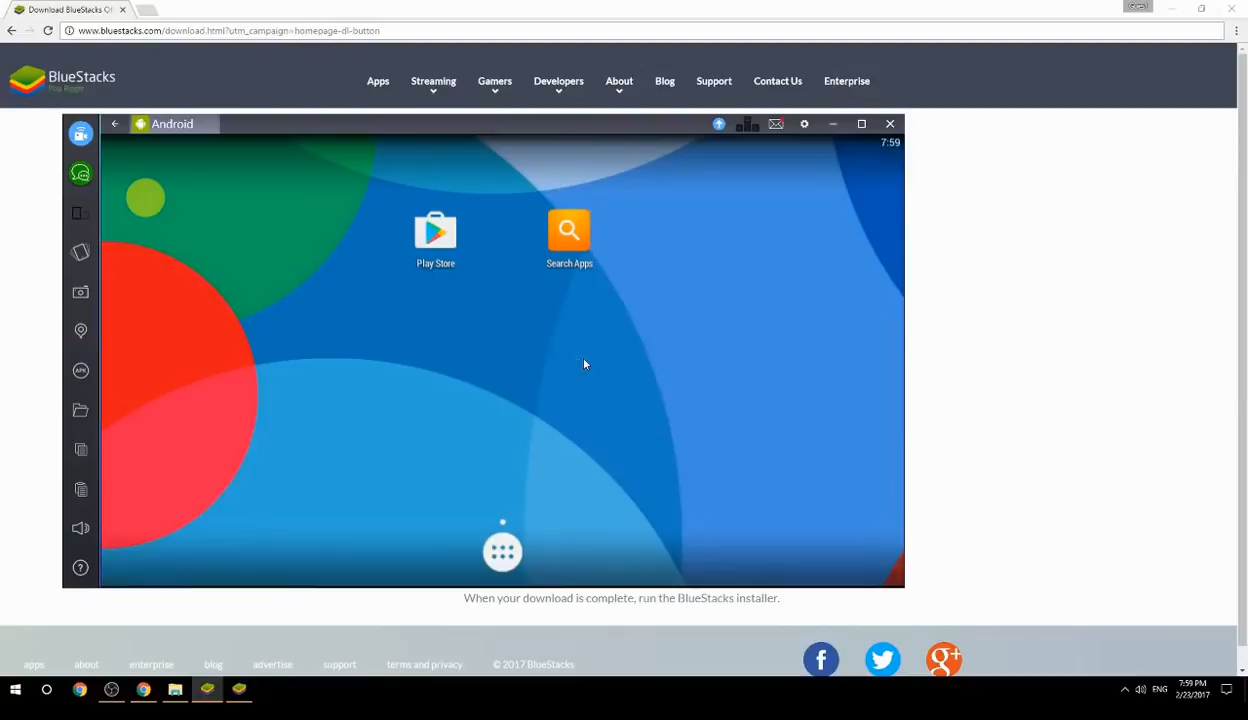 Download BlueStacks Of
www.bluestacks.com/download.html?utm_campaign=homepage-dl-button
BlueStacks
Play Bigger
Apps Streaming Gamers Developers About Blog Support Contact Us Enterprise
Android
7:59
Play Store
Search Apps
APK
When your download is complete, run the BlueStacks installer.
apps about enterprise blog advertise support terms and privacy © 2017 BlueStacks
f
g+
ENG
7:59 PM
2/23/2017